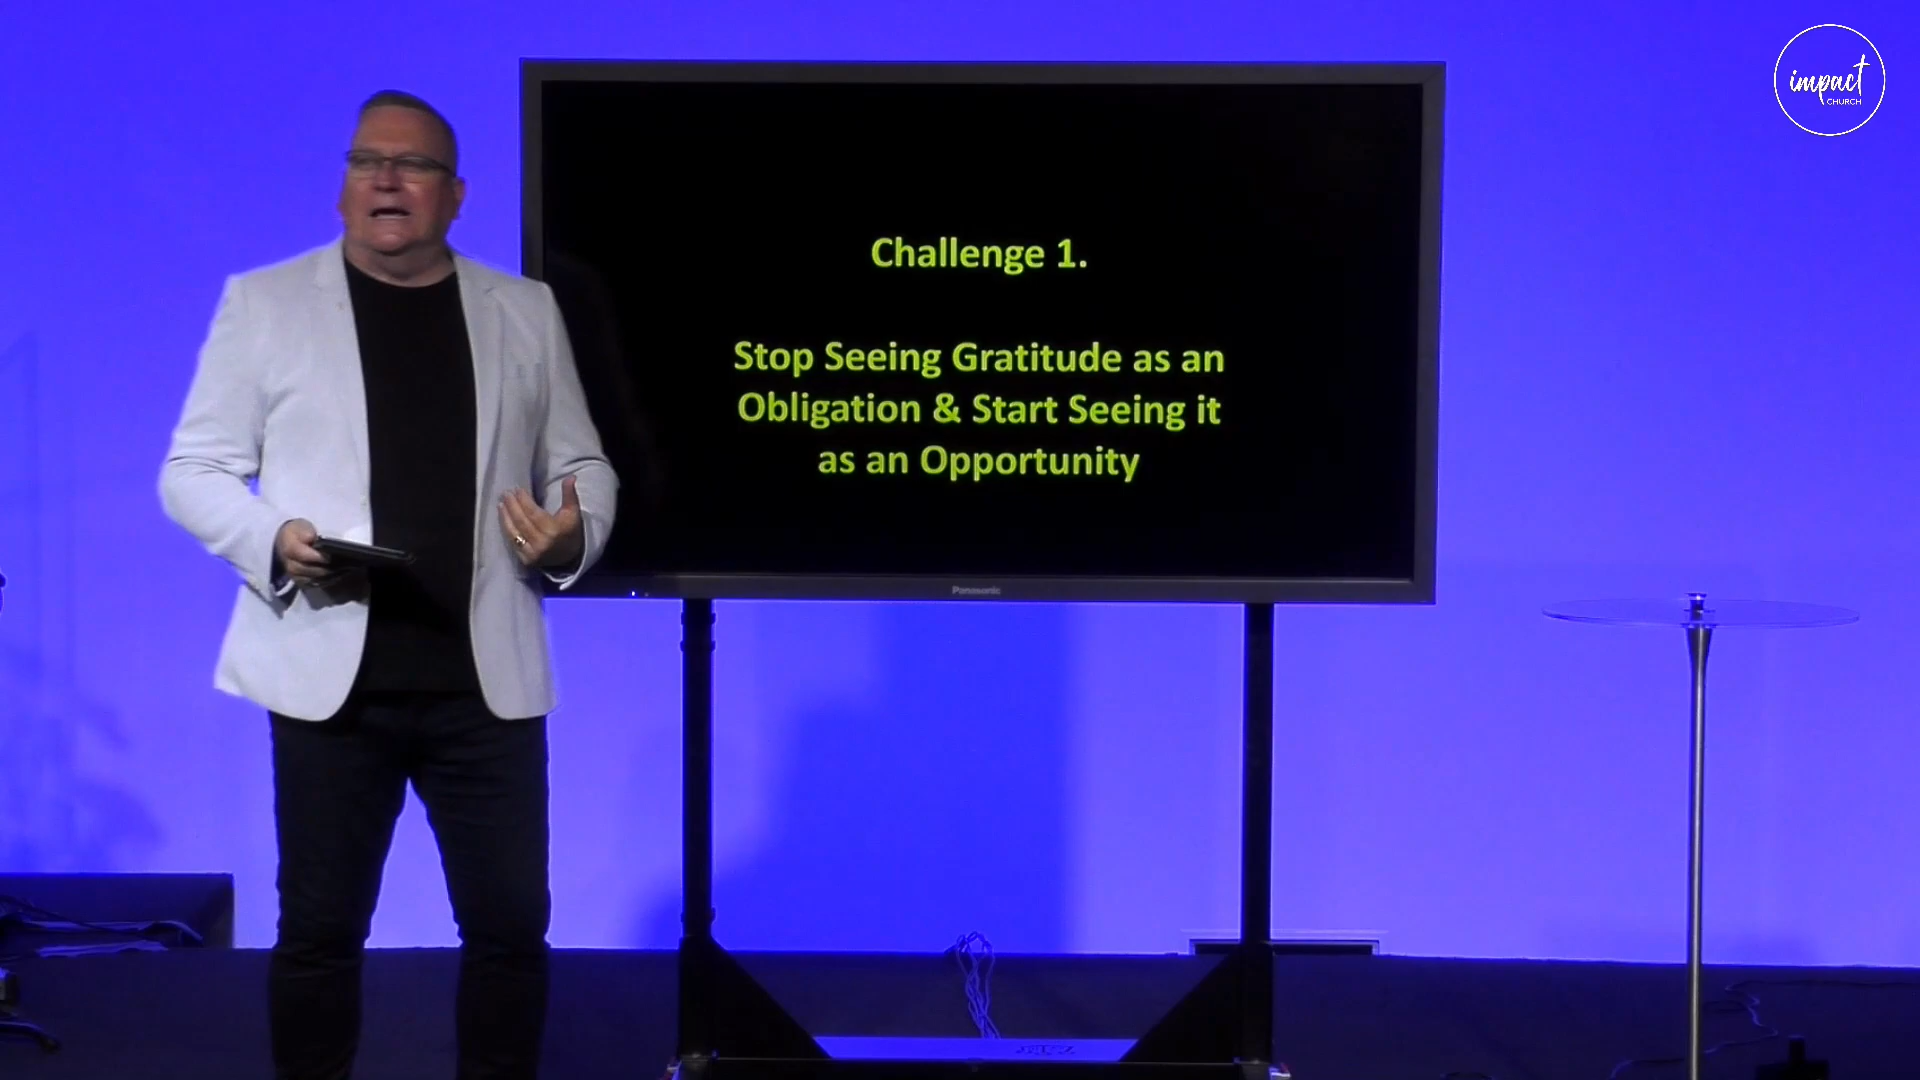 impact
CHURCH
Challenge 1.
Stop Seeing Gratitude as an
Obligation & Start Seeing it
as an Opportunity
Panasonic